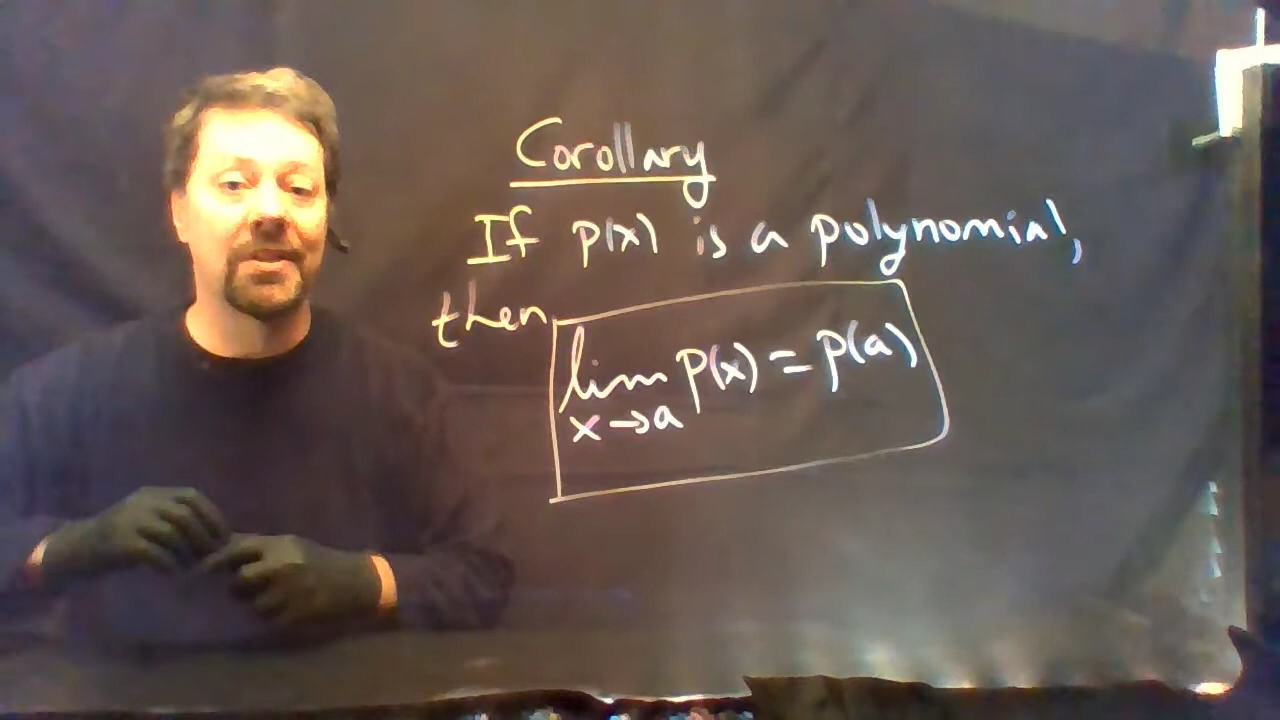 Corollary
If p(x) is a polynomial,
then
lim p(x) = p(a)
x→a